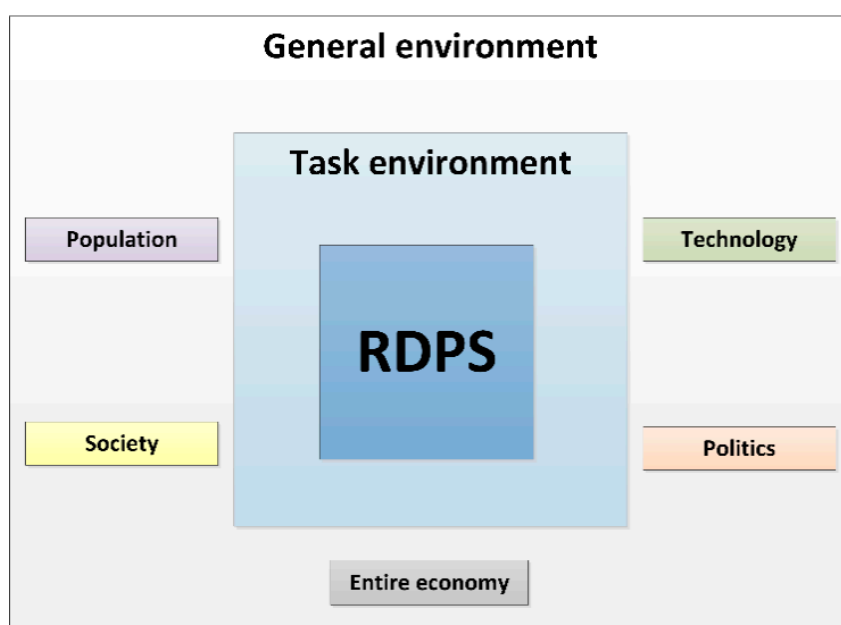 General environment
Task environment
Population
Technology
RDPS
Society
Politics
Entire economy